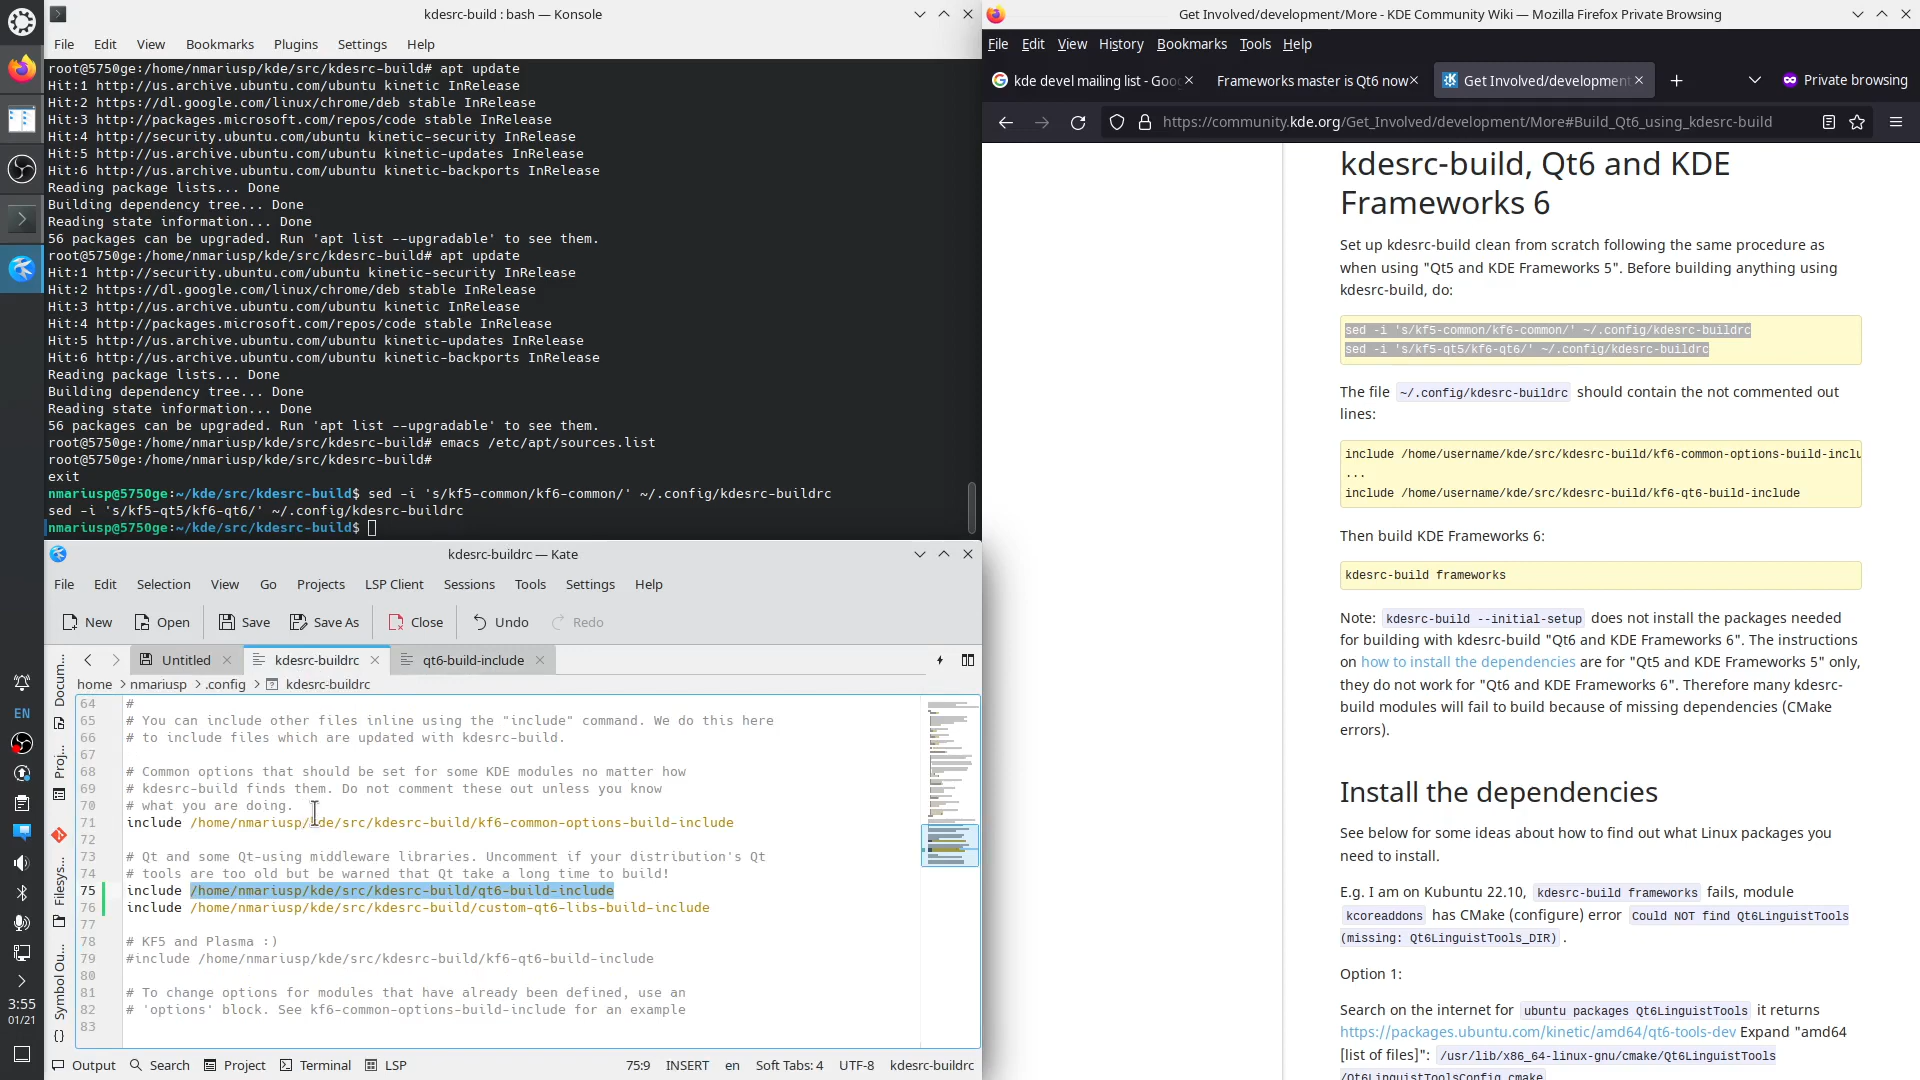 kdesrc-build : bash — Konsole
File Edit View Bookmarks Plugins Settings Help
root@5750ge:/home/nmariusp/kde/src/kdesrc-build# apt update
Hit:1 http://us.archive.ubuntu.com/ubuntu kinetic InRelease
Hit:2 https://dl.google.com/linux/chrome/deb stable InRelease
Hit:3 http://packages.microsoft.com/repos/code stable InRelease
Hit:4 http://security.ubuntu.com/ubuntu kinetic-security InRelease
Hit:5 http://us.archive.ubuntu.com/ubuntu kinetic-updates InRelease
Hit:6 http://us.archive.ubuntu.com/ubuntu kinetic-backports InRelease
Reading package lists... Done
Building dependency tree... Done
Reading state information... Done
56 packages can be upgraded. Run 'apt list --upgradable' to see them.
root@5750ge:/home/nmariusp/kde/src/kdesrc-build# apt update
Hit:1 http://security.ubuntu.com/ubuntu kinetic-security InRelease
Hit:2 https://dl.google.com/linux/chrome/deb stable InRelease
Hit:3 http://us.archive.ubuntu.com/ubuntu kinetic InRelease
Hit:4 http://packages.microsoft.com/repos/code stable InRelease
Hit:5 http://us.archive.ubuntu.com/ubuntu kinetic-updates InRelease
Hit:6 http://us.archive.ubuntu.com/ubuntu kinetic-backports InRelease
Reading package lists... Done
Building dependency tree... Done
Reading state information... Done
56 packages can be upgraded. Run 'apt list --upgradable' to see them.
root@5750ge:/home/nmariusp/kde/src/kdesrc-build# emacs /etc/apt/sources.list
root@5750ge:/home/nmariusp/kde/src/kdesrc-build#
exit
nmariusp@5750ge:~/kde/src/kdesrc-build$ sed -i 's/kf5-common/kf6-common/' ~/.config/kdesrc-buildrc
sed -i 's/kf5-qt5/kf6-qt6/' ~/.config/kdesrc-buildrc
nmariusp@5750ge:~/kde/src/kdesrc-build$
kdesrc-buildrc — Kate
File Edit Selection View Go Projects LSP Client Sessions Tools Settings Help
New Open Save Save As Close Undo Redo
Untitled kdesrc-buildrc qt6-build-include
home > nmariusp > .config > kdesrc-buildrc
Docum...
Proj...
Filesys...
Symbol Ou...
64 #
65 # You can include other files inline using the "include" command. We do this here
66 # to include files which are updated with kdesrc-build.
67
68 # Common options that should be set for some KDE modules no matter how
69 # kdesrc-build finds them. Do not comment these out unless you know
70 # what you are doing.
71 include /home/nmariusp/kde/src/kdesrc-build/kf6-common-options-build-include
72
73 # Qt and some Qt-using middleware libraries. Uncomment if your distribution's Qt
74 # tools are too old but be warned that Qt take a long time to build!
75 include /home/nmariusp/kde/src/kdesrc-build/qt6-build-include
76 include /home/nmariusp/kde/src/kdesrc-build/custom-qt6-libs-build-include
77
78 # KF5 and Plasma :)
79 #include /home/nmariusp/kde/src/kdesrc-build/kf6-qt6-build-include
80
81 # To change options for modules that have already been defined, use an
82 # 'options' block. See kf6-common-options-build-include for an example
83
Output Search Project Terminal LSP 75:9 INSERT en Soft Tabs: 4 UTF-8 kdesrc-buildrc
EN
3:55
01/21
Get Involved/development/More - KDE Community Wiki — Mozilla Firefox Private Browsing
File Edit View History Bookmarks Tools Help
kde devel mailing list - Goo Frameworks master is Qt6 now Get Involved/development Private browsing
https://community.kde.org/Get_Involved/development/More#Build_Qt6_using_kdesrc-build
kdesrc-build, Qt6 and KDE
Frameworks 6
Set up kdesrc-build clean from scratch following the same procedure as
when using "Qt5 and KDE Frameworks 5". Before building anything using
kdesrc-build, do:
sed -i 's/kf5-common/kf6-common/' ~/.config/kdesrc-buildrc
sed -i 's/kf5-qt5/kf6-qt6/' ~/.config/kdesrc-buildrc
The file ~/.config/kdesrc-buildrc should contain the not commented out
lines:
include /home/username/kde/src/kdesrc-build/kf6-common-options-build-inclu
...
include /home/username/kde/src/kdesrc-build/kf6-qt6-build-include
Then build KDE Frameworks 6:
kdesrc-build frameworks
Note: kdesrc-build --initial-setup does not install the packages needed
for building with kdesrc-build "Qt6 and KDE Frameworks 6". The instructions
on how to install the dependencies are for "Qt5 and KDE Frameworks 5" only,
they do not work for "Qt6 and KDE Frameworks 6". Therefore many kdesrc-
build modules will fail to build because of missing dependencies (CMake
errors).
Install the dependencies
See below for some ideas about how to find out what Linux packages you
need to install.
E.g. I am on Kubuntu 22.10, kdesrc-build frameworks fails, module
kcoreaddons has CMake (configure) error Could NOT find Qt6LinguistTools
(missing: Qt6LinguistTools_DIR) .
Option 1:
Search on the internet for ubuntu packages Qt6LinguistTools it returns
https://packages.ubuntu.com/kinetic/amd64/qt6-tools-dev Expand "amd64
[list of files]": /usr/lib/x86_64-linux-gnu/cmake/Qt6LinguistTools
/Qt6LinguistToolsConfig.cmake